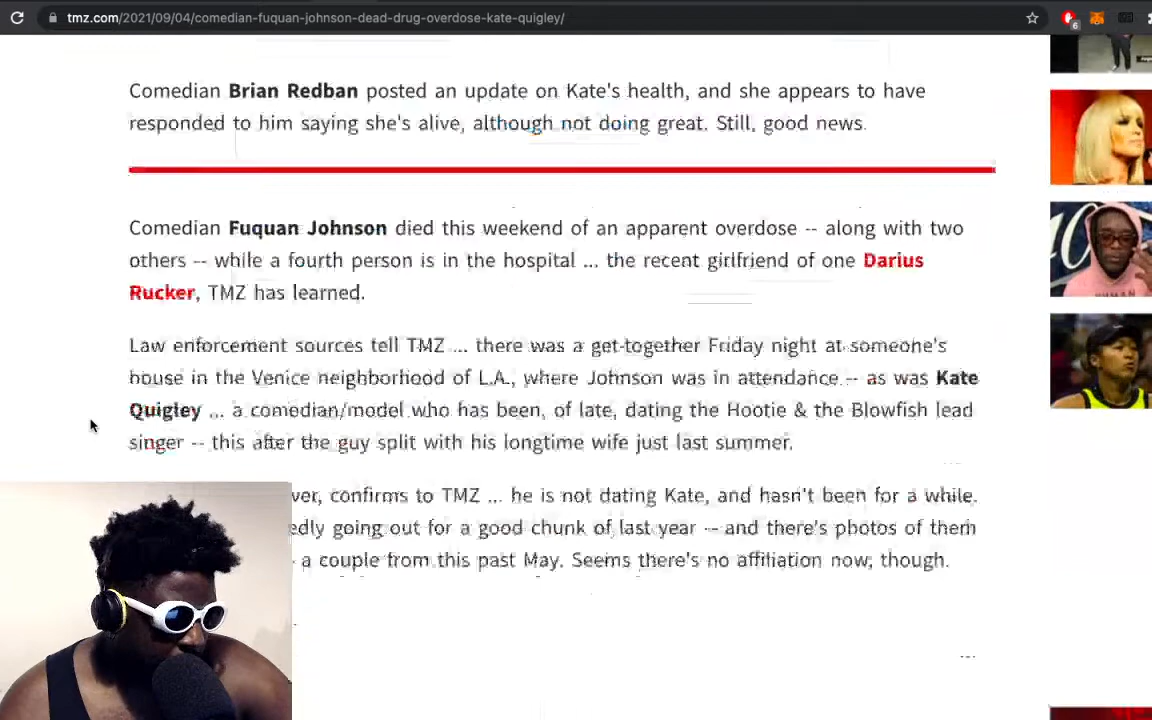 tmz.com/2021/09/04/comedian-fuquan-johnson-dead-drug-overdose-kate-quigley/
6
Comedian Brian Redban posted an update on Kate's health, and she appears to have
responded to him saying she's alive, although not doing great. Still, good news.
Comedian Fuquan Johnson died this weekend of an apparent overdose -- along with two
others -- while a fourth person is in the hospital ... the recent girlfriend of one Darius
Rucker, TMZ has learned.
Law enforcement sources tell TMZ ... there was a get-together Friday night at someone's
house in the Venice neighborhood of L.A., where Johnson was in attendance -- as was Kate
Quigley ... a comedian/model who has been, of late, dating the Hootie & the Blowfish lead
singer -- this after the guy split with his longtime wife just last summer.
ver, confirms to TMZ ... he is not dating Kate, and hasn't been for a while.
edly going out for a good chunk of last year -- and there's photos of them
a couple from this past May. Seems there's no affiliation now, though.